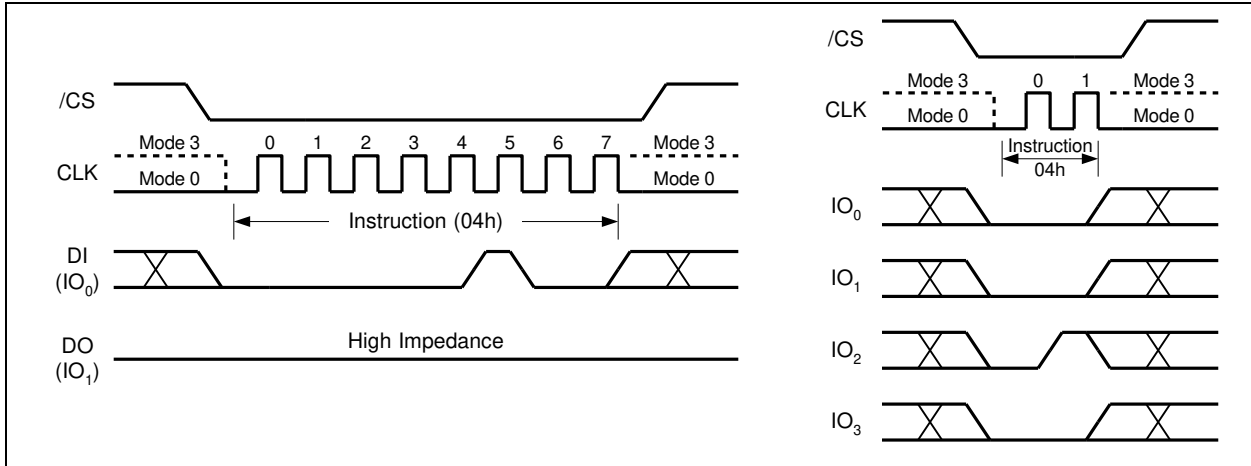 /CS
Mode 3 0 1 2 3 4 5 6 7 Mode 3
CLK
Mode 0 Mode 0
Instruction (04h)
DI
(IO0)
High Impedance
DO
(IO1)
/CS
Mode 3 0 1 Mode 3
CLK
Mode 0 Mode 0
Instruction
04h
IO0
IO1
IO2
IO3